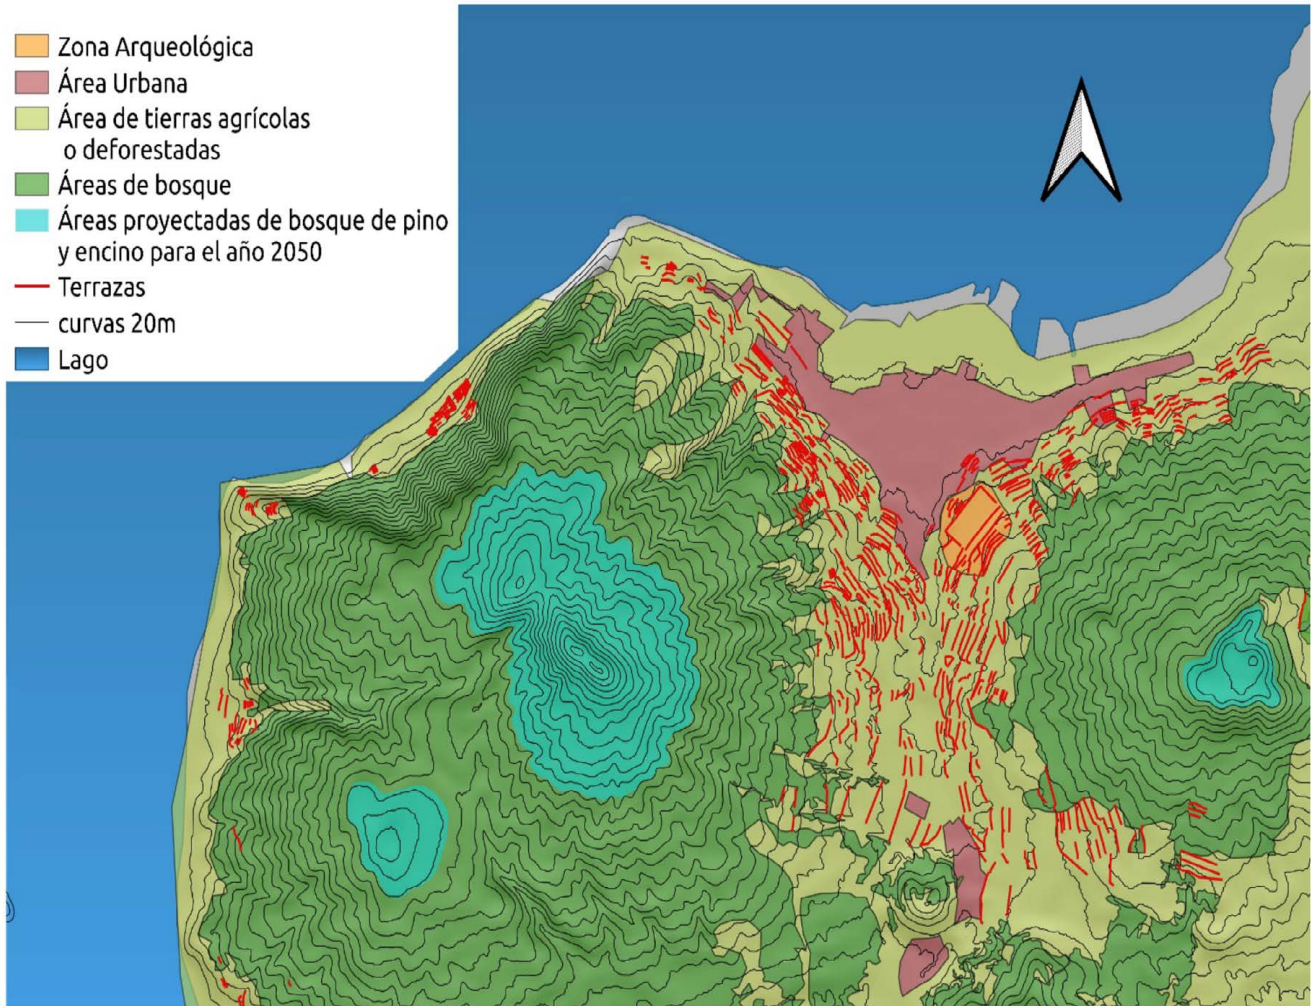 Zona Arqueológica
Área Urbana
Área de tierras agrícolas
o deforestadas
Áreas de bosque
Áreas proyectadas de bosque de pino
y encino para el año 2050
Terrazas
curvas 20m
Lago